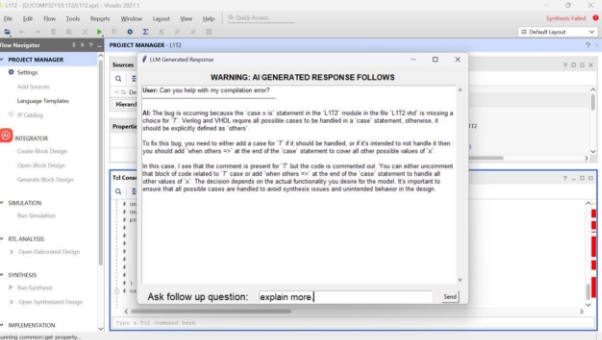 L1T2 - [D:/COMP3211/L1T2/L1T2.xpr] - Vivado 2021.1
File Edit Flow Tools Reports Window Layout View Help Quick Access
Synthesis Failed
Default Layout
Flow Navigator
PROJECT MANAGER - L1T2
PROJECT MANAGER
Settings
Add Sources
Language Templates
IP Catalog
INTEGRATOR
Create Block Design
Open Block Design
Generate Block Design
SIMULATION
Run Simulation
RTL ANALYSIS
Open Elaborated Design
SYNTHESIS
Run Synthesis
Open Synthesized Design
IMPLEMENTATION
Sources
Hierarch
Properties
Tcl Conso
LLM Generated Response
WARNING: AI GENERATED RESPONSE FOLLOWS
User: Can you help with my compilation error?
AI: The bug is occurring because the `case x is` statement in the `L1T2` module in the file `L1T2.vhd` is missing a
choice for `7`. Verilog and VHDL require all possible cases to be handled in a `case` statement, otherwise, it
should be explicitly defined as `others`.
To fix this bug, you need to either add a case for `7` if it should be handled, or if it's intended to not handle it then
you should add `when others =>` at the end of the `case` statement to cover all other possible values of `x`.
In this case, I see that the comment is present for `7` but the code is commented out. You can either uncomment
that block of code related to `7` case or add `when others =>` at the end of the `case` statement to handle all
other values of `x`. The decision depends on the actual functionality you desire for the model. It's important to
ensure that all possible cases are handled to avoid synthesis issues and unintended behavior in the design.
Ask follow up question: explain more. Send
Type a Tcl command here
unning common::get_property...